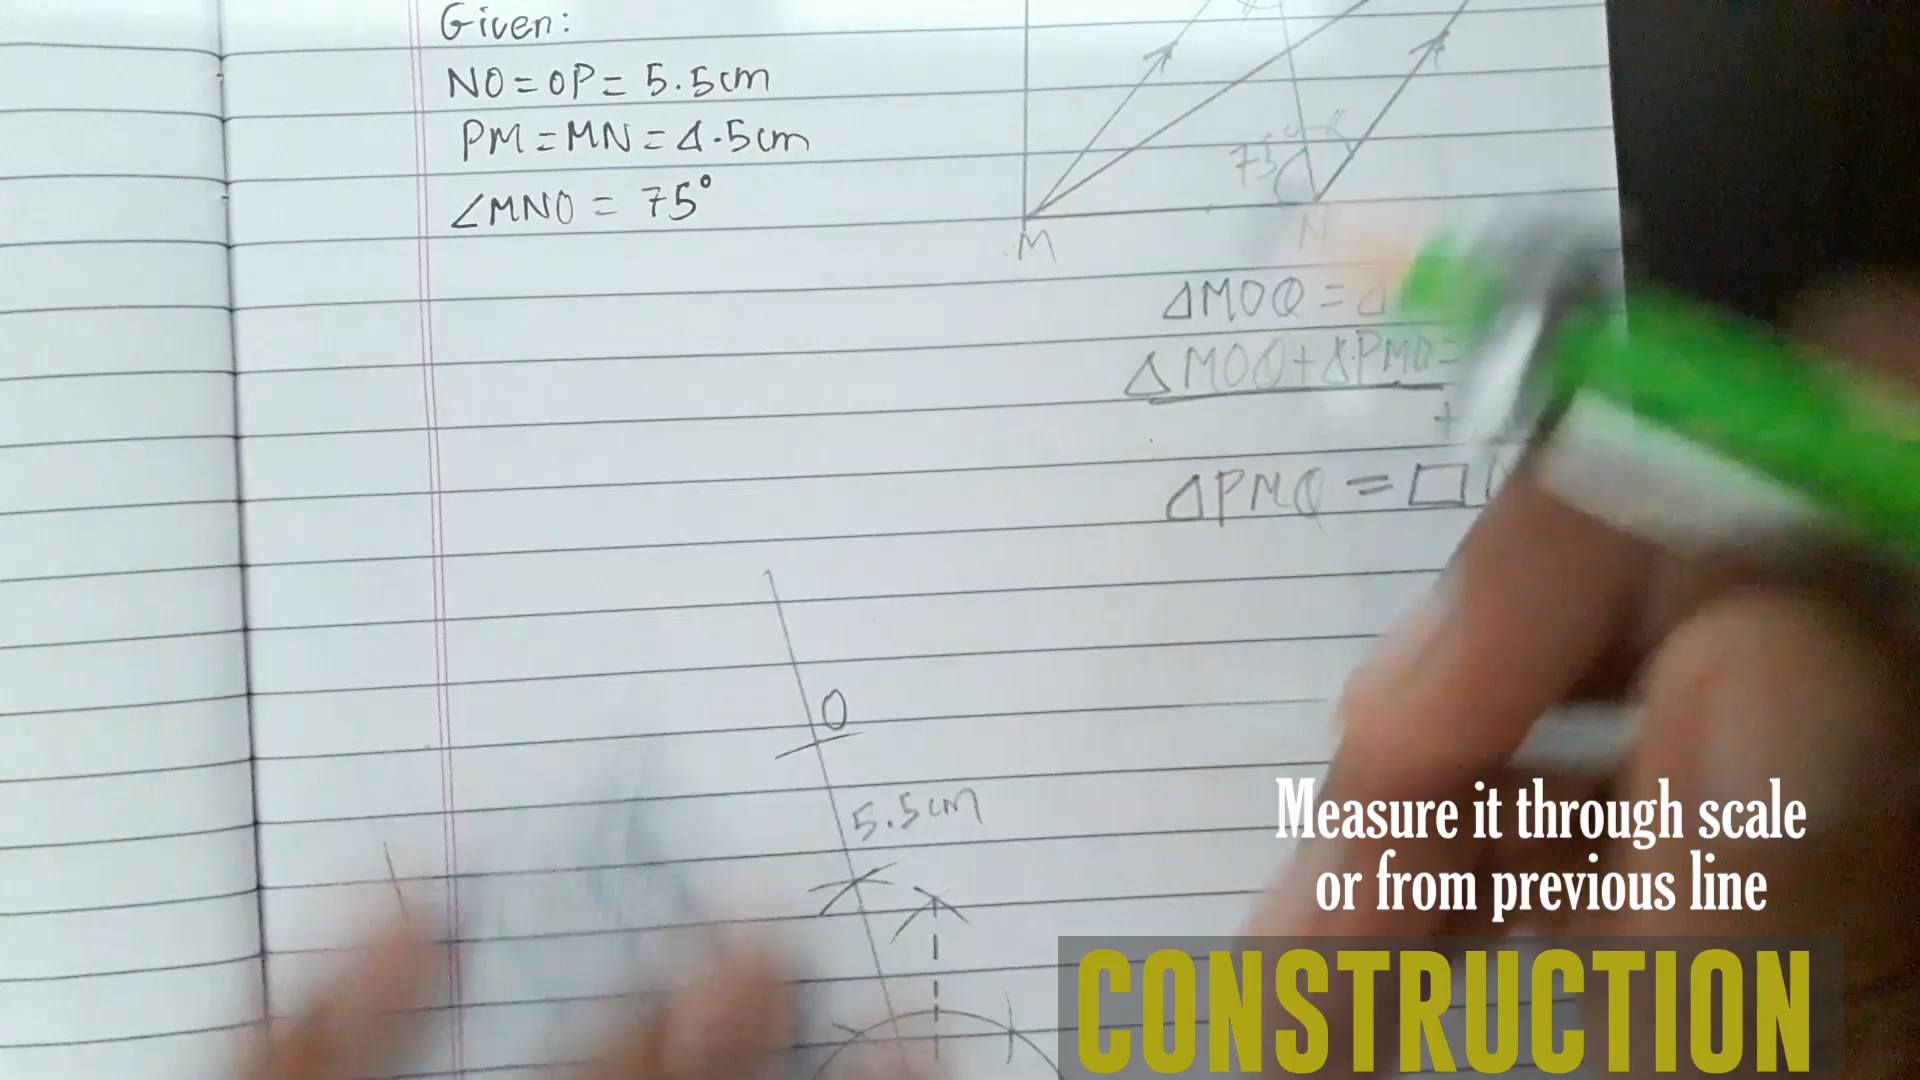 Given:
NO = OP = 5.5cm
PM = MN = 4.5cm
∠MNO = 75°
M
N
ΔMOQ = Δ
ΔMOQ + ΔPMQ =
+
ΔPMQ = □
O
5.5cm
Measure it through scale
or from previous line
CONSTRUCTION